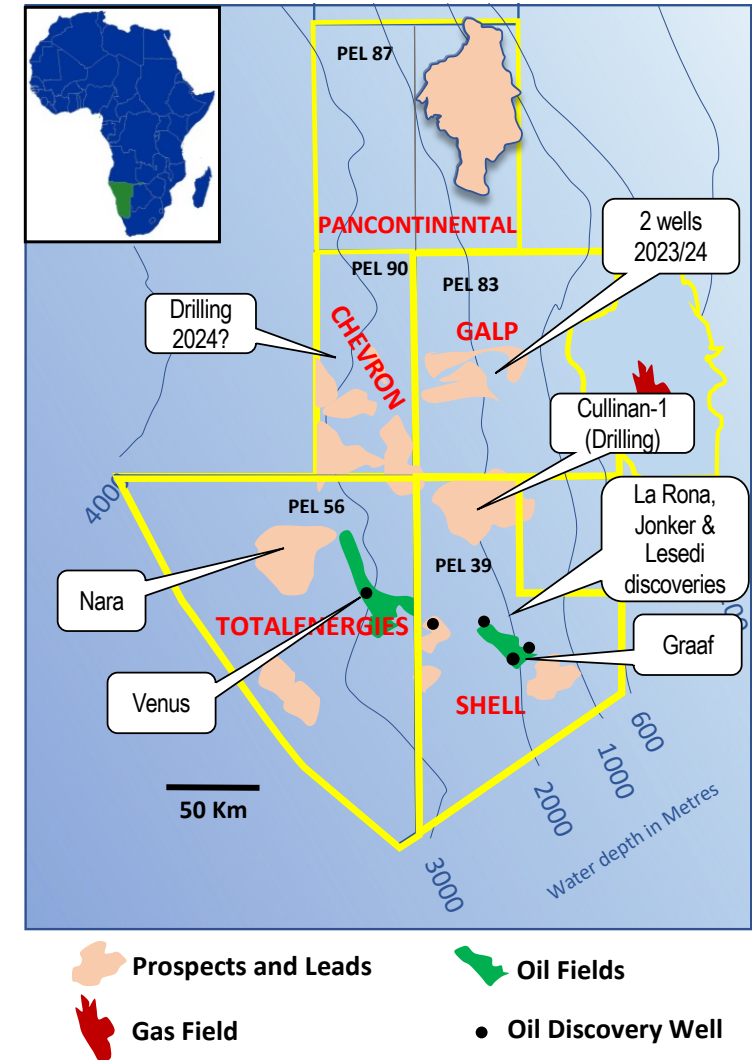 PEL 87
PANCONTINENTAL
2 wells
2023/24
PEL 90
PEL 83
Drilling
2024?
CHEVRON
GALP
Cullinan-1
(Drilling)
4000
PEL 56
La Rona,
Jonker &
Lesedi
discoveries
PEL 39
Nara
TOTALENERGIES
Graaf
Venus
SHELL
50 Km
600
1000
2000
3000
Water depth in Metres
Prospects and Leads
Oil Fields
Gas Field
Oil Discovery Well